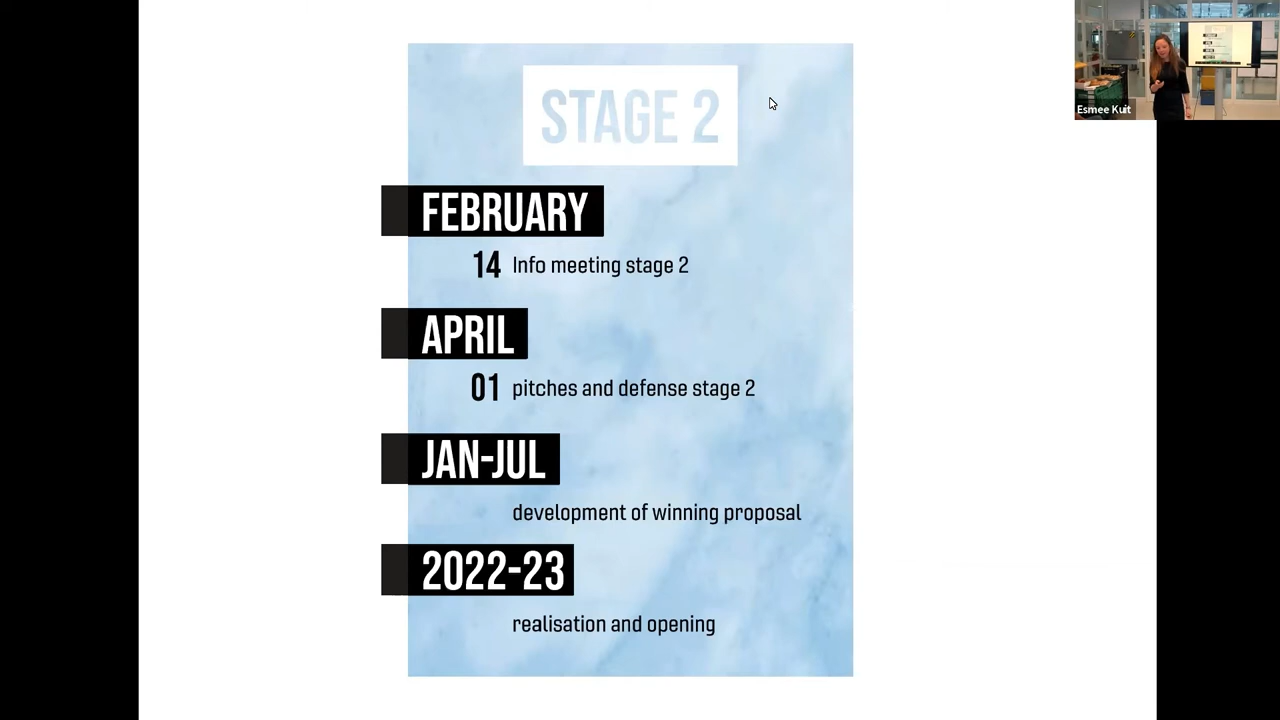 STAGE 2
FEBRUARY
14 Info meeting stage 2
APRIL
01 pitches and defense stage 2
JAN-JUL
development of winning proposal
2022-23
realisation and opening
Esmee Kuit